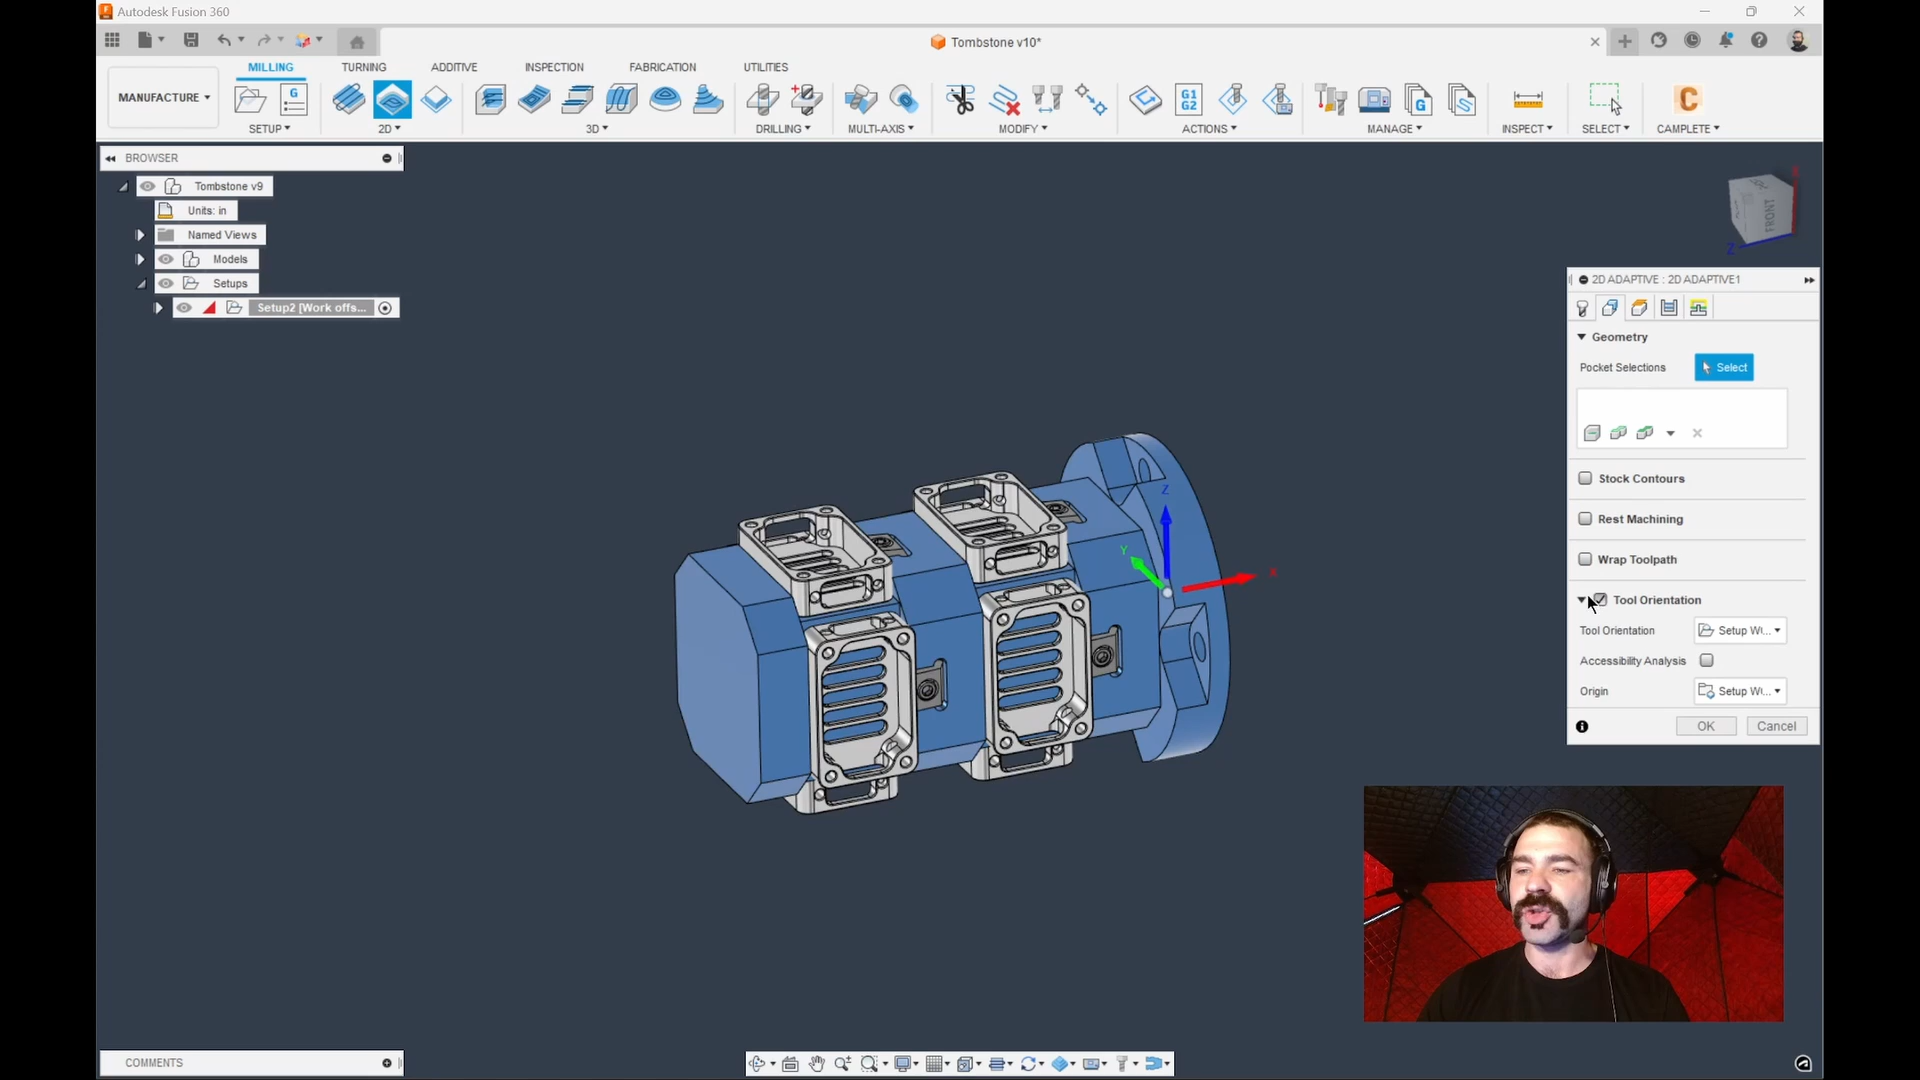 Autodesk Fusion 360
Tombstone v10*
MILLING
TURNING
ADDITIVE
INSPECTION
FABRICATION
UTILITIES
MANUFACTURE
G
G1
G2
G
C
SETUP
2D
3D
DRILLING
MULTI-AXIS
MODIFY
ACTIONS
MANAGE
INSPECT
SELECT
CAMPLETE
BROWSER
Tombstone v9
Units: in
Named Views
Models
Setups
Setup2 [Work offs...
FRONT
Z
2D ADAPTIVE : 2D ADAPTIVE1
Geometry
Pocket Selections
Select
Stock Contours
Rest Machining
Wrap Toolpath
Tool Orientation
Tool Orientation
Setup W...
Accessibility Analysis
Origin
Setup W...
OK
Cancel
Z
Y
X
COMMENTS